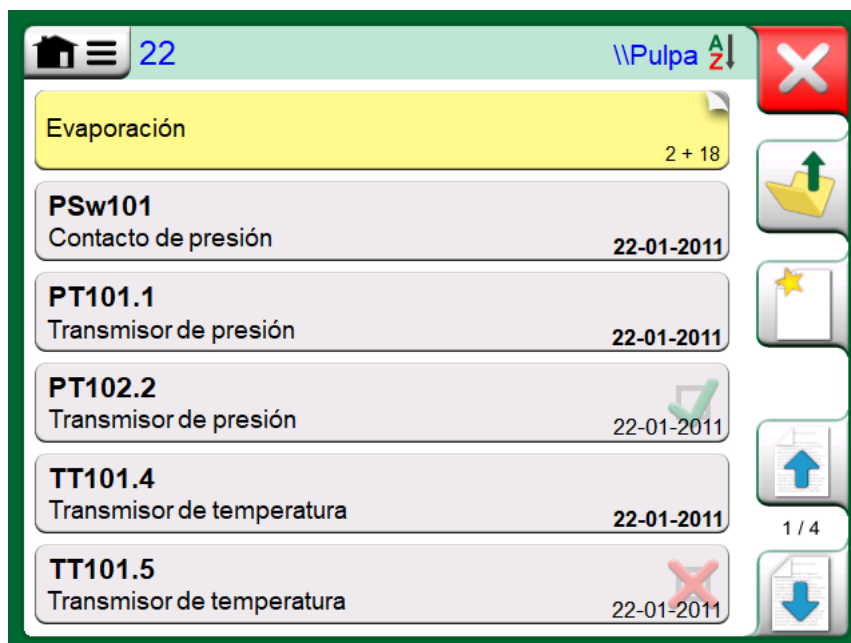 22
\\Pulpa AZ
Evaporación
2 + 18
PSw101
Contacto de presión
22-01-2011
PT101.1
Transmisor de presión
22-01-2011
PT102.2
Transmisor de presión
22-01-2011
TT101.4
Transmisor de temperatura
22-01-2011
1 / 4
TT101.5
Transmisor de temperatura
22-01-2011